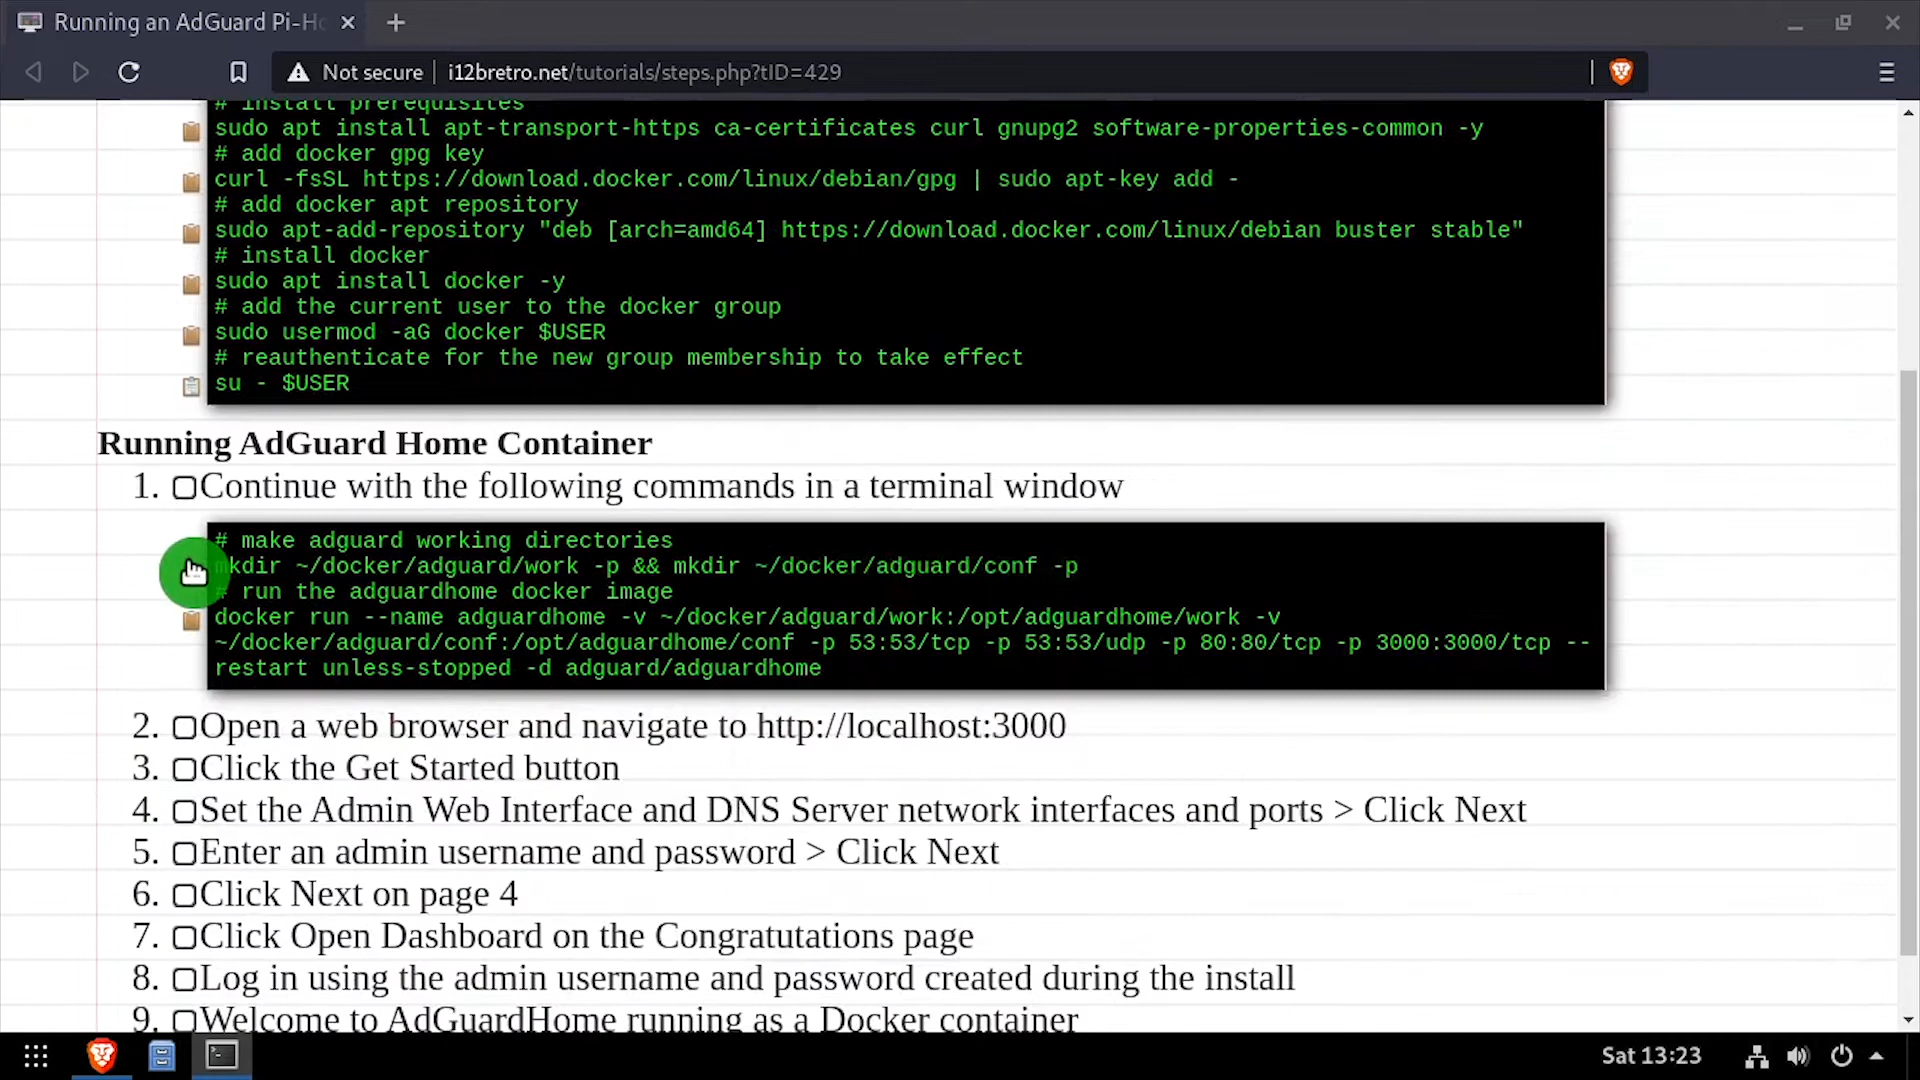 Running an AdGuard Pi-Ho
Not secure
i12bretro.net/tutorials/steps.php?tID=429
# install prerequisites
sudo apt install apt-transport-https ca-certificates curl gnupg2 software-properties-common -y
# add docker gpg key
curl -fsSL https://download.docker.com/linux/debian/gpg | sudo apt-key add -
# add docker apt repository
sudo apt-add-repository "deb [arch=amd64] https://download.docker.com/linux/debian buster stable"
# install docker
sudo apt install docker -y
# add the current user to the docker group
sudo usermod -aG docker $USER
# reauthenticate for the new group membership to take effect
su - $USER
Running AdGuard Home Container
1. Continue with the following commands in a terminal window
# make adguard working directories
mkdir ~/docker/adguard/work -p && mkdir ~/docker/adguard/conf -p
# run the adguardhome docker image
docker run --name adguardhome -v ~/docker/adguard/work:/opt/adguardhome/work -v
~/docker/adguard/conf:/opt/adguardhome/conf -p 53:53/tcp -p 53:53/udp -p 80:80/tcp -p 3000:3000/tcp --
restart unless-stopped -d adguard/adguardhome
2. Open a web browser and navigate to http://localhost:3000
3. Click the Get Started button
4. Set the Admin Web Interface and DNS Server network interfaces and ports > Click Next
5. Enter an admin username and password > Click Next
6. Click Next on page 4
7. Click Open Dashboard on the Congratutations page
8. Log in using the admin username and password created during the install
9. Welcome to AdGuardHome running as a Docker container
Sat 13:23